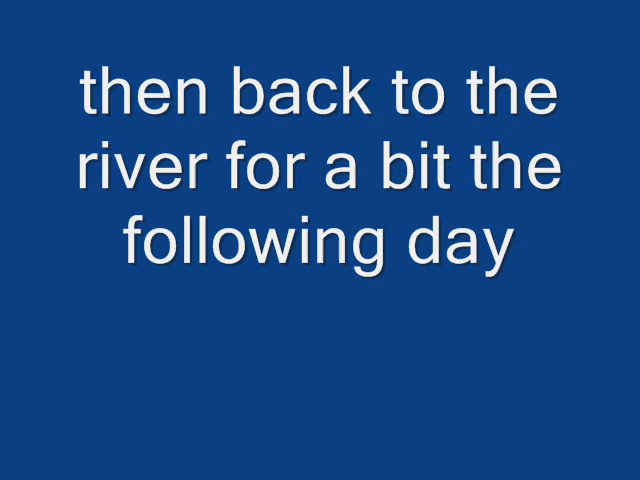 then back to the
river for a bit the
following day